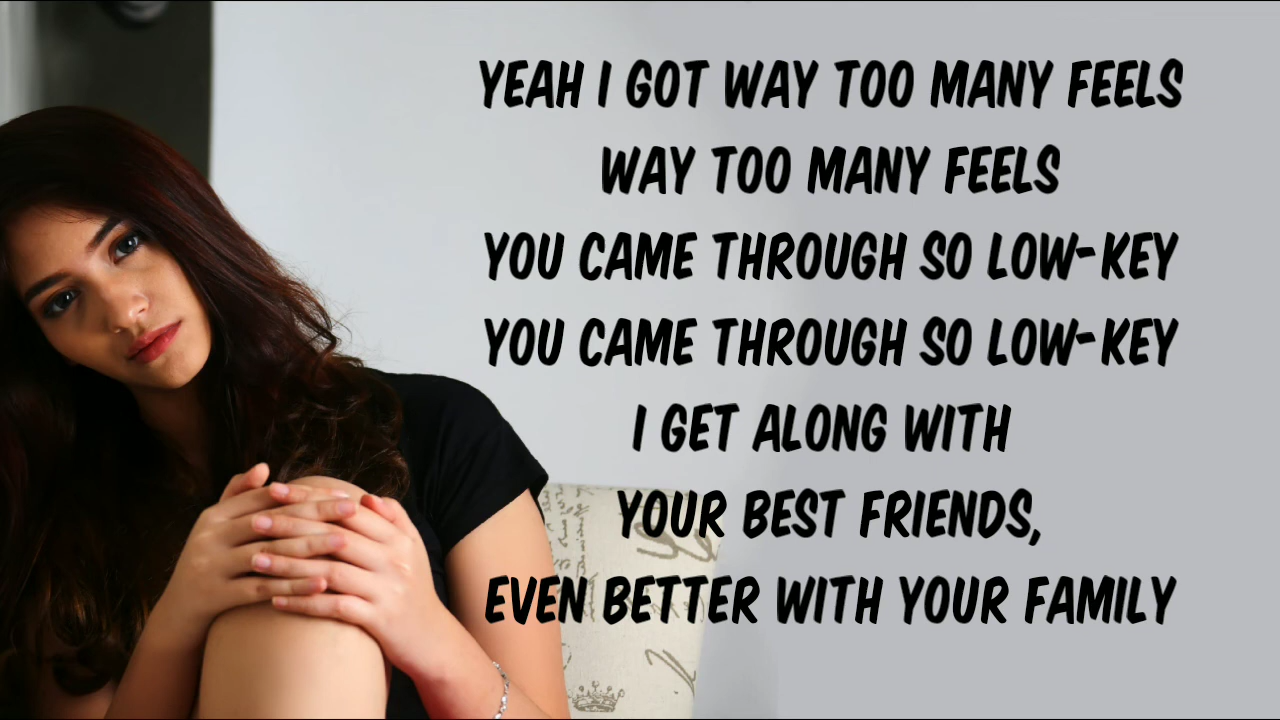 YEAH I GOT WAY TOO MANY FEELS
WAY TOO MANY FEELS
YOU CAME THROUGH SO LOW-KEY
YOU CAME THROUGH SO LOW-KEY
I GET ALONG WITH
YOUR BEST FRIENDS,
EVEN BETTER WITH YOUR FAMILY